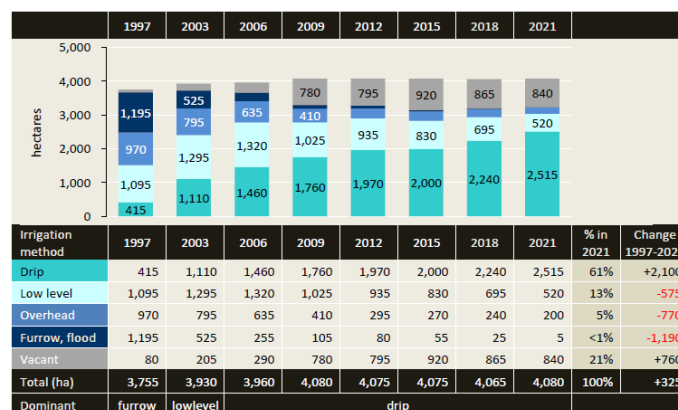 1997 2003 2006 2009 2012 2015 2018 2021
5,000
4,000
3,000
2,000
1,000
0
hectares
1,195 970 1,095 415
525 795 1,295 1,110
635 1,320 1,460
780 410 1,025 1,760
795 935 1,970
920 830 2,000
865 695 2,240
840 520 2,515
Irrigation method 1997 2003 2006 2009 2012 2015 2018 2021 % in 2021 Change 1997-202
Drip 415 1,110 1,460 1,760 1,970 2,000 2,240 2,515 61% +2,100
Low level 1,095 1,295 1,320 1,025 935 830 695 520 13% -575
Overhead 970 795 635 410 295 270 240 200 5% -770
Furrow, flood 1,195 525 255 105 80 55 25 5 <1% -1,190
Vacant 80 205 290 780 795 920 865 840 21% +760
Total (ha) 3,755 3,930 3,960 4,080 4,075 4,075 4,065 4,080 100% +325
Dominant furrow lowlevel drip